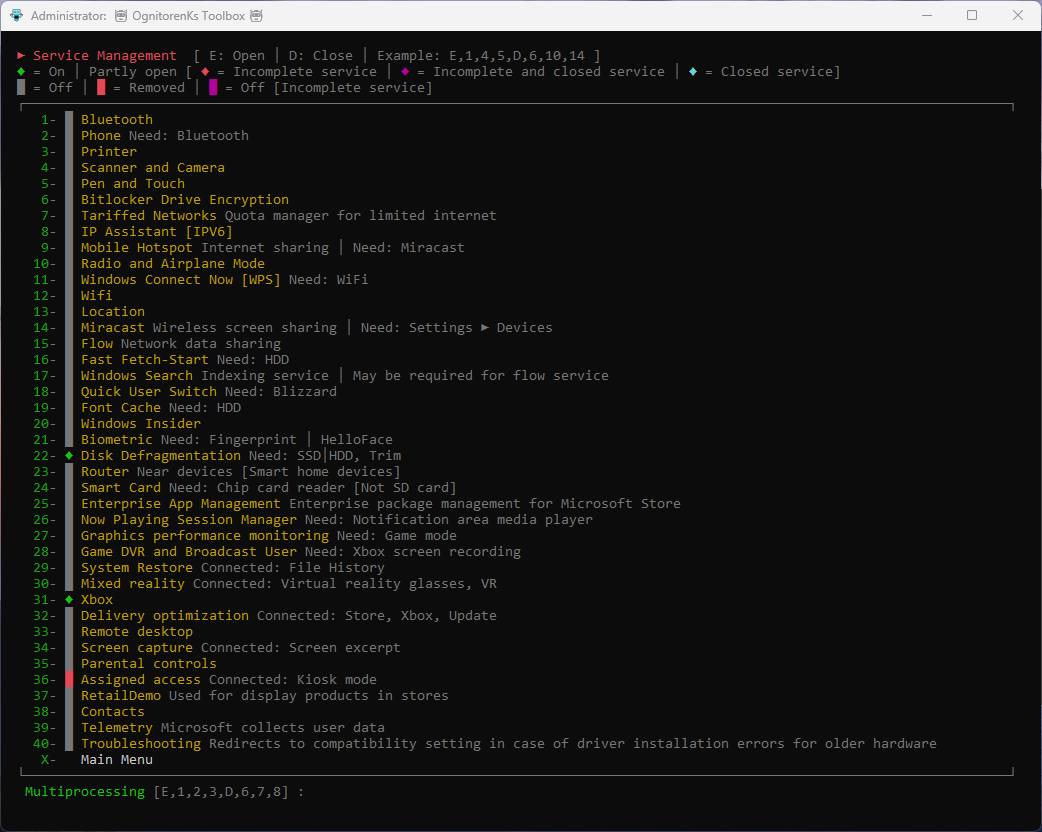 Administrator: OgnitorenKs Toolbox
► Service Management [ E: Open │ D: Close │ Example: E,1,4,5,D,6,10,14 ]
♦ = On │ Partly open [ ♦ = Incomplete service │ ♦ = Incomplete and closed service │ ♦ = Closed service]
█ = Off │ █ = Removed │ █ = Off [Incomplete service]
1- Bluetooth
2- Phone Need: Bluetooth
3- Printer
4- Scanner and Camera
5- Pen and Touch
6- Bitlocker Drive Encryption
7- Tariffed Networks Quota manager for limited internet
8- IP Assistant [IPV6]
9- Mobile Hotspot Internet sharing │ Need: Miracast
10- Radio and Airplane Mode
11- Windows Connect Now [WPS] Need: WiFi
12- Wifi
13- Location
14- Miracast Wireless screen sharing │ Need: Settings ► Devices
15- Flow Network data sharing
16- Fast Fetch-Start Need: HDD
17- Windows Search Indexing service │ May be required for flow service
18- Quick User Switch Need: Blizzard
19- Font Cache Need: HDD
20- Windows Insider
21- Biometric Need: Fingerprint │ HelloFace
22- ♦ Disk Defragmentation Need: SSD│HDD, Trim
23- Router Near devices [Smart home devices]
24- Smart Card Need: Chip card reader [Not SD card]
25- Enterprise App Management Enterprise package management for Microsoft Store
26- Now Playing Session Manager Need: Notification area media player
27- Graphics performance monitoring Need: Game mode
28- Game DVR and Broadcast User Need: Xbox screen recording
29- System Restore Connected: File History
30- Mixed reality Connected: Virtual reality glasses, VR
31- ♦ Xbox
32- Delivery optimization Connected: Store, Xbox, Update
33- Remote desktop
34- Screen capture Connected: Screen excerpt
35- Parental controls
36- Assigned access Connected: Kiosk mode
37- RetailDemo Used for display products in stores
38- Contacts
39- Telemetry Microsoft collects user data
40- Troubleshooting Redirects to compatibility setting in case of driver installation errors for older hardware
X- Main Menu
Multiprocessing [E,1,2,3,D,6,7,8] :